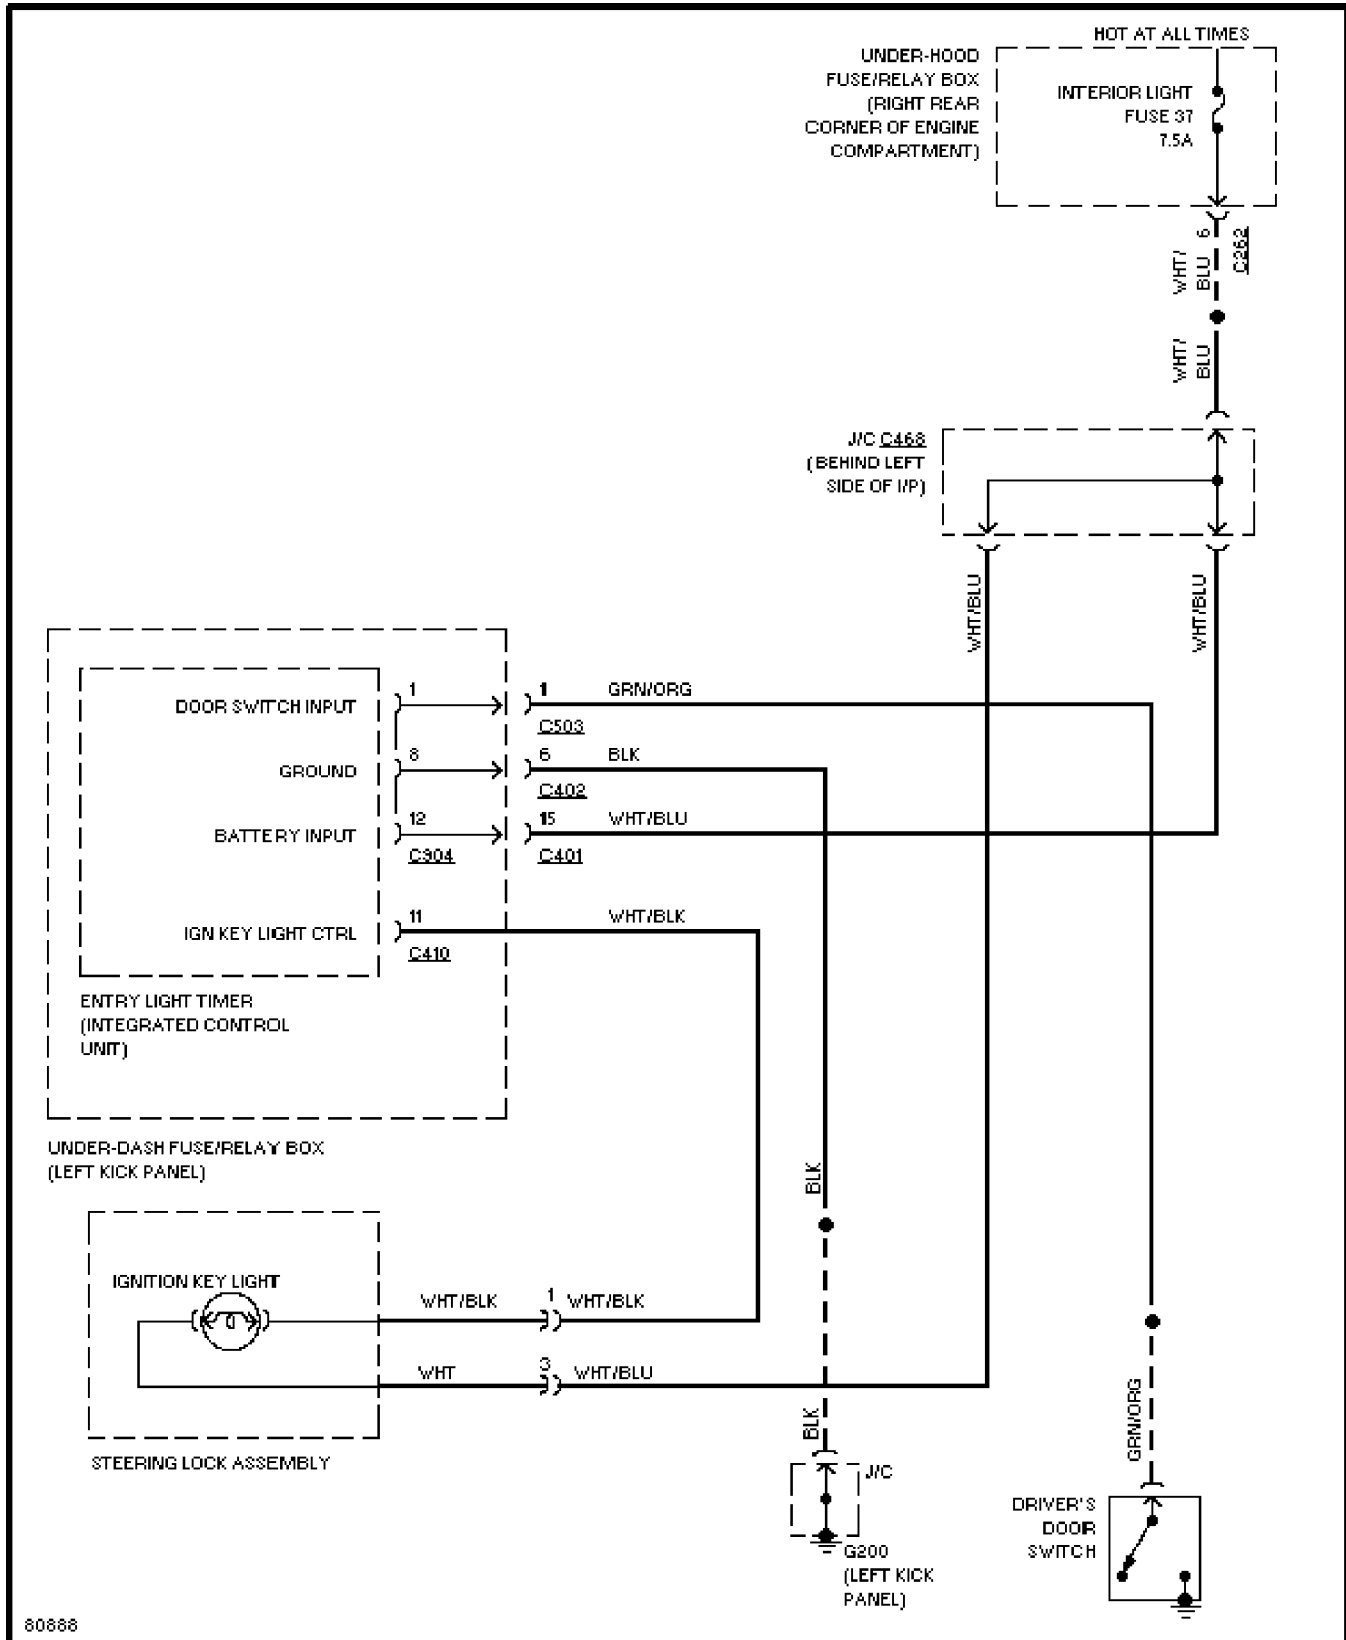 HOT AT ALL TIMES
UNDER-HOOD
FUSE/RELAY BOX
(RIGHT REAR
CORNER OF ENGINE
COMPARTMENT)
INTERIOR LIGHT
FUSE 37
7.5A
6
C262
WHT/
BLU
WHT/
BLU
J/C C468
(BEHIND LEFT
SIDE OF I/P)
WHT/BLU
WHT/BLU
DOOR SWITCH INPUT
1
1
GRN/ORG
C503
GROUND
8
6
BLK
C402
BATTERY INPUT
12
15
WHT/BLU
C904
C401
IGN KEY LIGHT CTRL
11
WHT/BLK
C410
ENTRY LIGHT TIMER
(INTEGRATED CONTROL
UNIT)
UNDER-DASH FUSE/RELAY BOX
(LEFT KICK PANEL)
BLK
IGNITION KEY LIGHT
WHT/BLK
1
WHT/BLK
WHT
3
WHT/BLU
STEERING LOCK ASSEMBLY
BLK
J/C
G200
(LEFT KICK
PANEL)
GRN/ORG
DRIVER'S
DOOR
SWITCH
80888